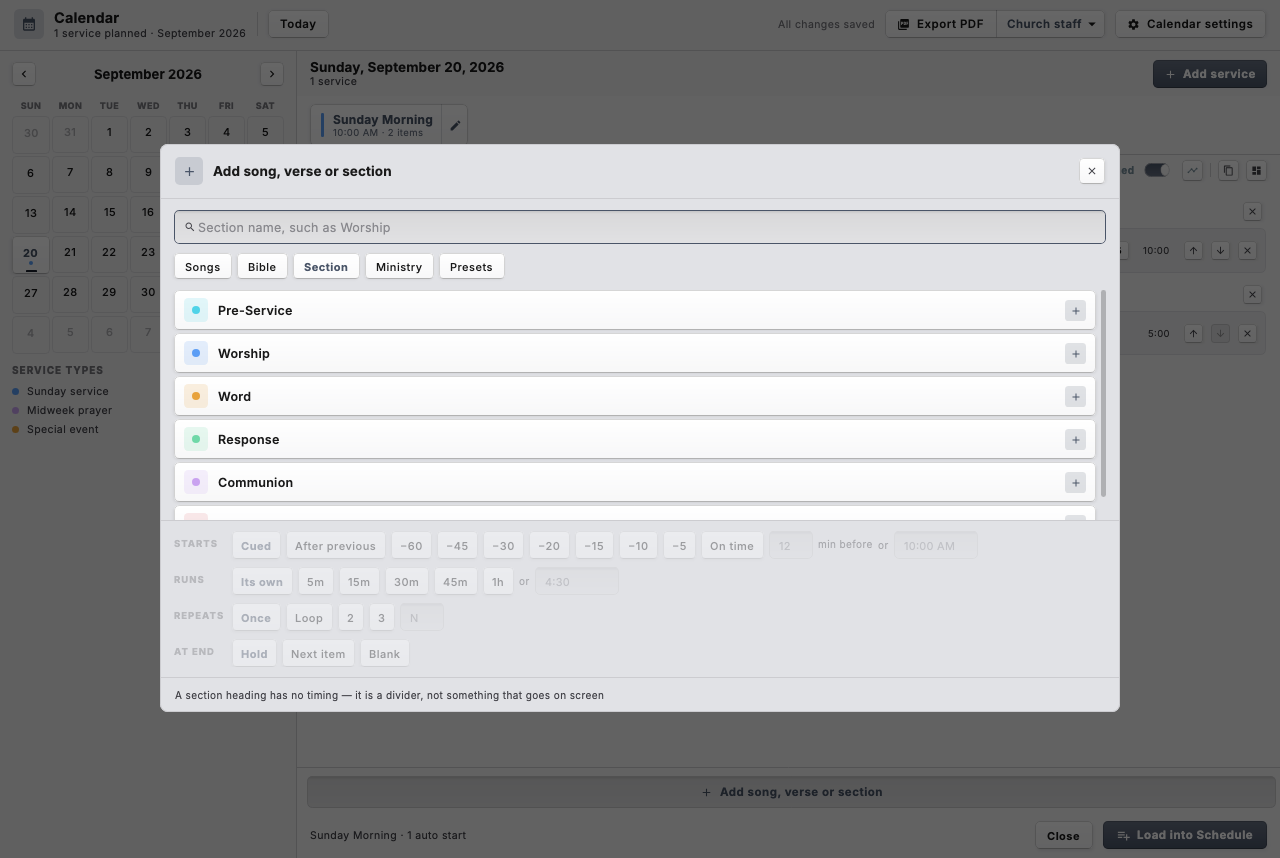 Calendar
1 service planned · September 2026
Today
All changes saved
Export PDF
Church staff
Calendar settings
September 2026
SUN MON TUE WED THU FRI SAT
30 31 1 2 3 4 5
6 7 8 9
13 14 15 16
20 21 22 23
27 28 29 30
4 5 6 7
SERVICE TYPES
Sunday service
Midweek prayer
Special event
Sunday, September 20, 2026
1 service
Add service
Sunday Morning
10:00 AM · 2 items
10:00
5:00
Add song, verse or section
Section name, such as Worship
Songs Bible Section Ministry Presets
Pre-Service
Worship
Word
Response
Communion
STARTS Cued After previous −60 −45 −30 −20 −15 −10 −5 On time 12 min before or 10:00 AM
RUNS Its own 5m 15m 30m 45m 1h or 4:30
REPEATS Once Loop 2 3 N
AT END Hold Next item Blank
A section heading has no timing — it is a divider, not something that goes on screen
Add song, verse or section
Sunday Morning · 1 auto start
Close
Load into Schedule